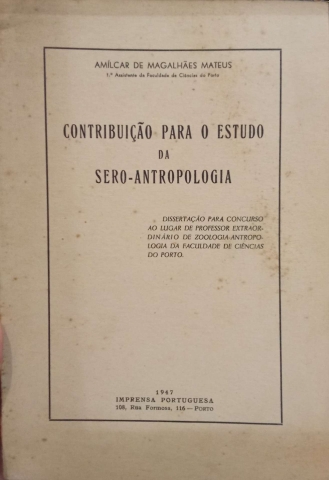 AMÍLCAR DE MAGALHÃES MATEUS
1.º Assistente da Faculdade de Ciências do Porto
CONTRIBUIÇÃO PARA O ESTUDO
DA
SERO-ANTROPOLOGIA
DISSERTAÇÃO PARA CONCURSO
AO LUGAR DE PROFESSOR EXTRAOR-
DINÁRIO DE ZOOLOGIA-ANTROPO-
LOGIA DA FACULDADE DE CIÊNCIAS
DO PORTO.
1947
IMPRENSA PORTUGUESA
108, Rua Formosa, 116 — PORTO